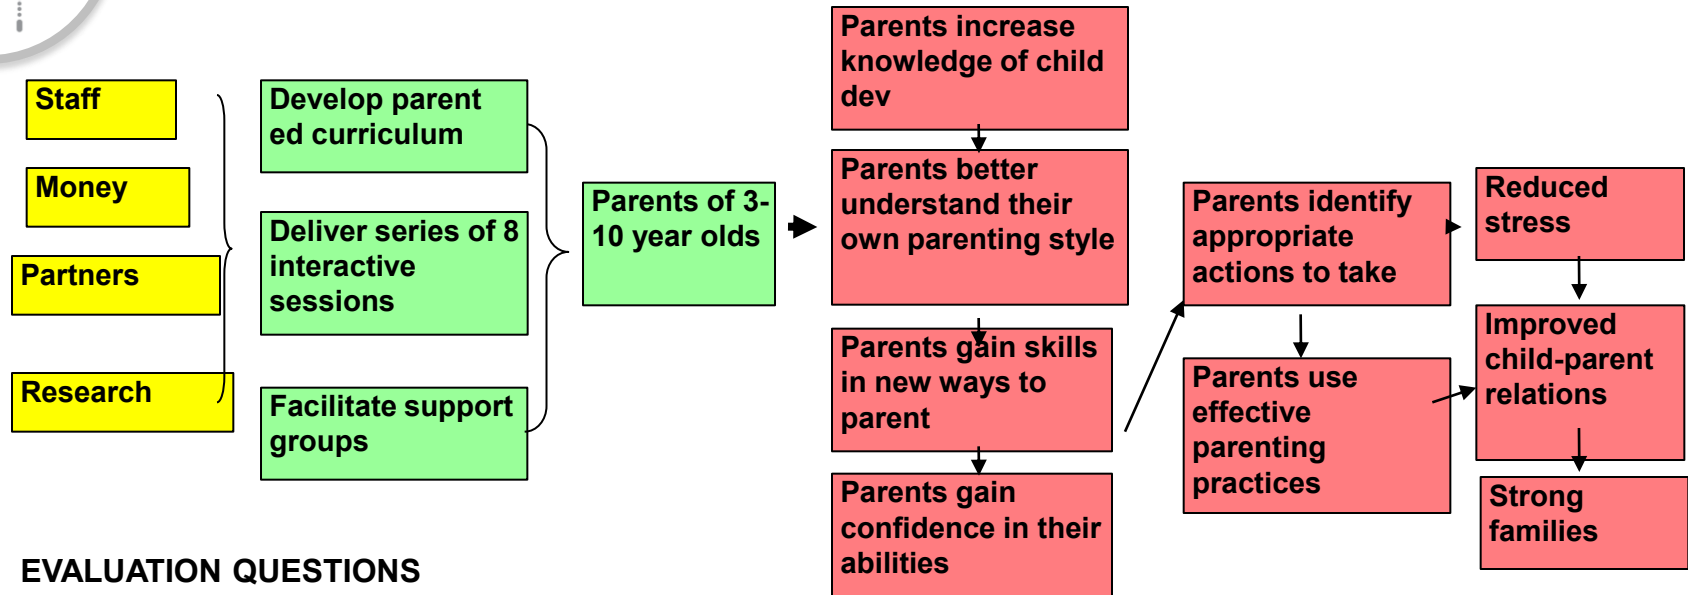 Staff
Money
Partners
Research
Develop parent
ed curriculum
Deliver series of 8
interactive
sessions
Facilitate support
groups
Parents of 3-
10 year olds
Parents increase
knowledge of child
dev
Parents better
understand their
own parenting style
Parents gain skills
in new ways to
parent
Parents gain
confidence in their
abilities
Parents identify
appropriate
actions to take
Parents use
effective
parenting
practices
Reduced
stress
Improved
child-parent
relations
Strong
families
EVALUATION QUESTIONS